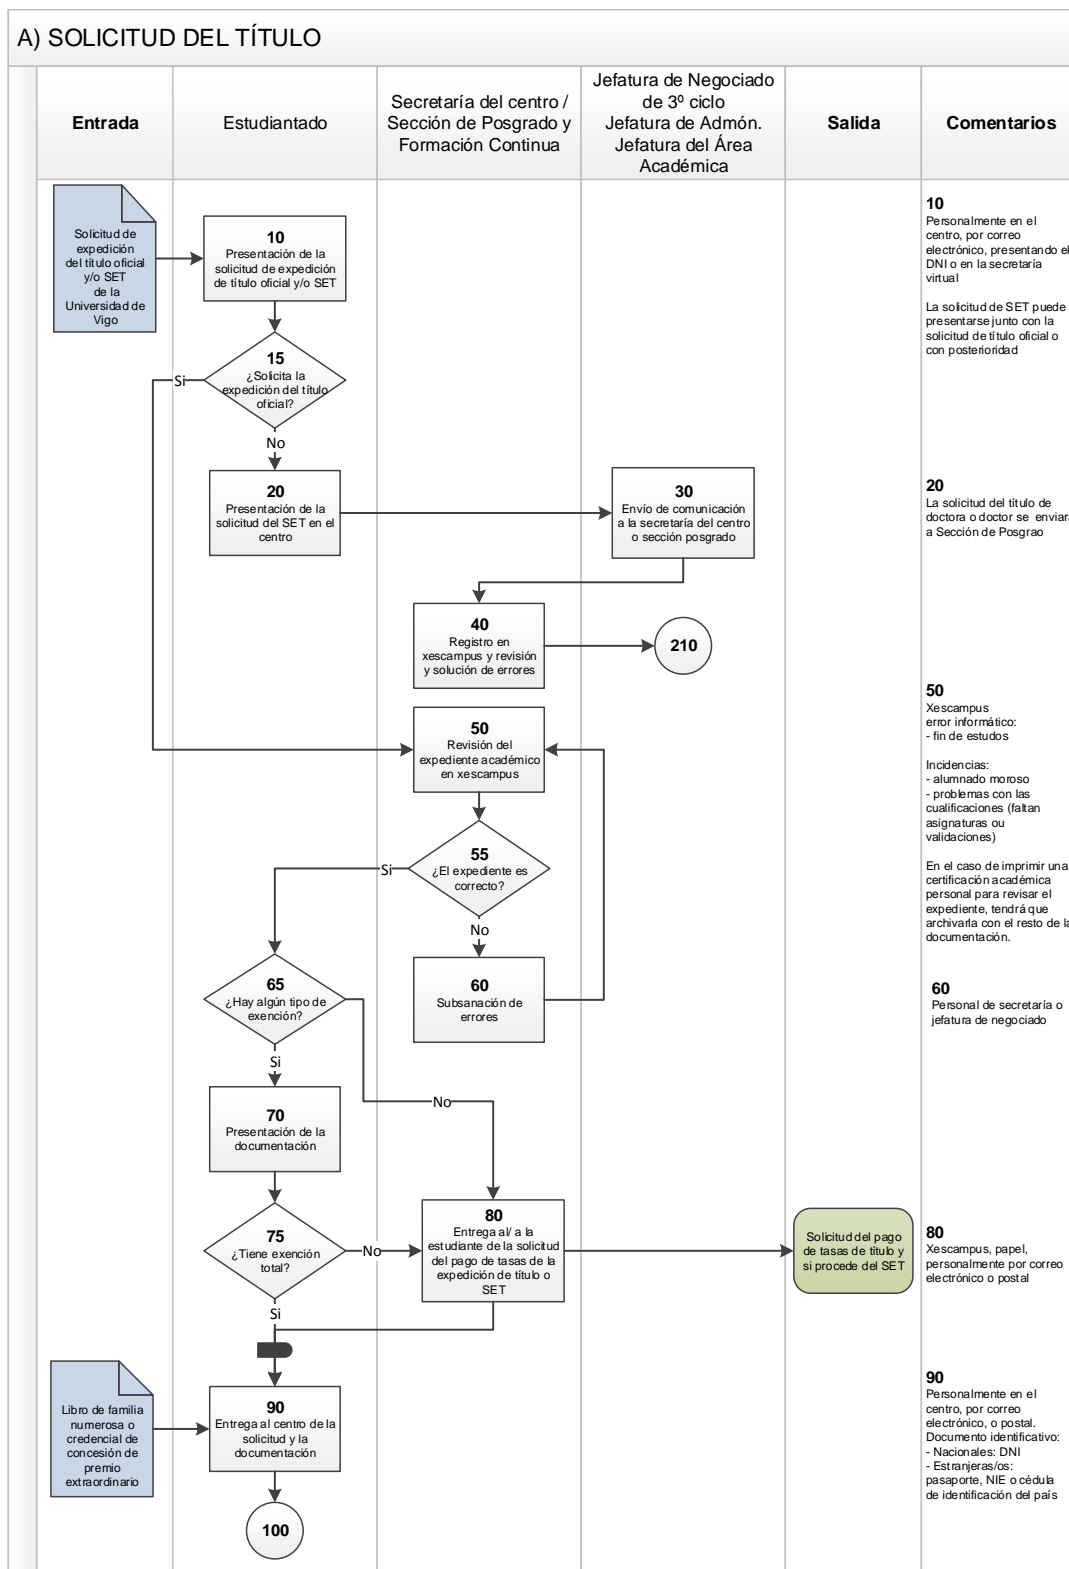 A) SOLICITUD DEL TÍTULO
Entrada
Estudiantado
Secretaría del centro /
Sección de Posgrado y
Formación Continua
Jefatura de Negociado
de 3º ciclo
Jefatura de Admón.
Jefatura del Área
Académica
Salida
Comentarios
Solicitud de
expedición
del título oficial
y/o SET
de la
Universidad de
Vigo
10
Presentación de la
solicitud de expedición
de título oficial y/o SET
10
Personalmente en el
centro, por correo
electrónico, presentando el
DNI o en la secretaría
virtual
La solicitud de SET puede
presentarse junto con la
solicitud de título oficial o
con posterioridad
15
¿Solicita la
expedición del título
oficial?
Si
No
20
Presentación de la
solicitud del SET en el
centro
30
Envío de comunicación
a la secretaría del centro
o sección posgrado
20
La solicitud del título de
doctora o doctor se enviará
a Sección de Posgrao
40
Registro en
xescampus y revisión
y solución de errores
210
50
Revisión del
expediente académico
en xescampus
50
Xescampus
error informático:
- fin de estudos
Incidencias:
- alumnado moroso
- problemas con las
cualificaciones (faltan
asignaturas ou
validaciones)
En el caso de imprimir una
certificación académica
personal para revisar el
expediente, tendrá que
archivarla con el resto de la
documentación.
55
¿El expediente es
correcto?
Si
No
60
Subsanación de
errores
60
Personal de secretaría o
jefatura de negociado
65
¿Hay algún tipo de
exención?
Si
No
70
Presentación de la
documentación
75
¿Tiene exención
total?
No
Si
80
Entrega al/ a la
estudiante de la solicitud
del pago de tasas de la
expedición de título o
SET
Solicitud del pago
de tasas de título y
si procede del SET
80
Xescampus, papel,
personalmente por correo
electrónico o postal
Libro de familia
numerosa o
credencial de
concesión de
premio
extraordinario
90
Entrega al centro de la
solicitud y la
documentación
90
Personalmente en el
centro, por correo
electrónico, o postal.
Documento identificativo:
- Nacionales: DNI
- Estranjeras/os:
pasaporte, NIE o cédula
de identificación del país
100